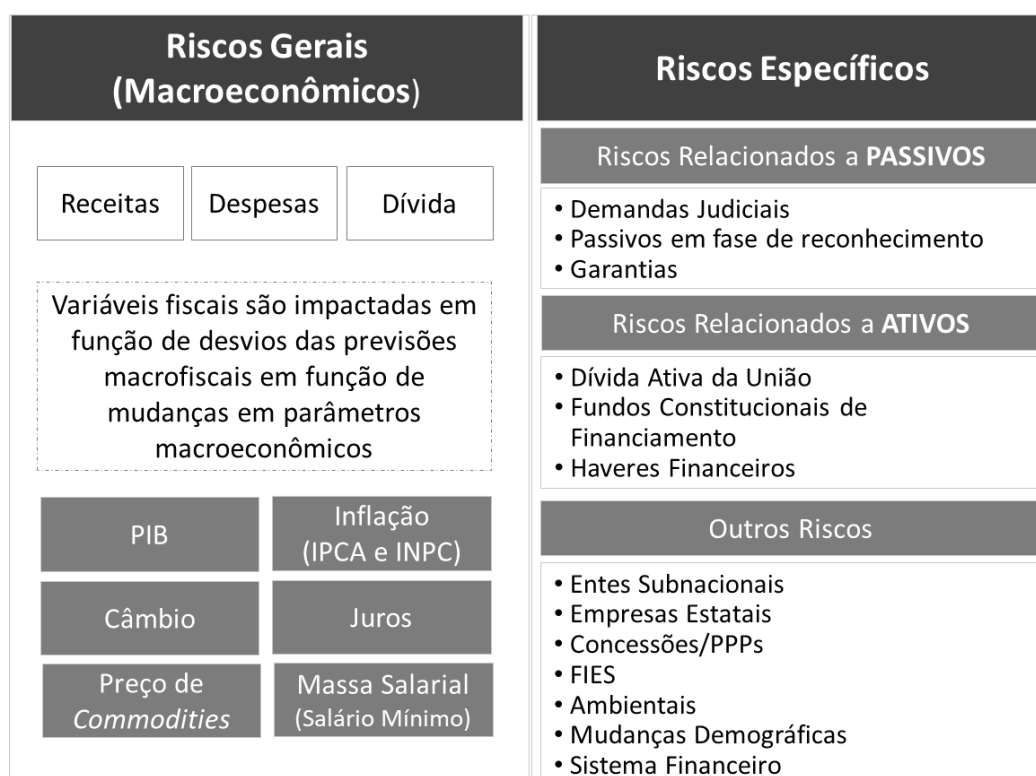 Riscos Gerais
(Macroeconômicos)
Receitas
Despesas
Dívida
Variáveis fiscais são impactadas em
função de desvios das previsões
macrofiscais em função de
mudanças em parâmetros
macroeconômicos
PIB
Inflação
(IPCA e INPC)
Câmbio
Juros
Preço de
Commodities
Massa Salarial
(Salário Mínimo)
Riscos Específicos
Riscos Relacionados a PASSIVOS
• Demandas Judiciais
• Passivos em fase de reconhecimento
• Garantias
Riscos Relacionados a ATIVOS
• Dívida Ativa da União
• Fundos Constitucionais de
Financiamento
• Haveres Financeiros
Outros Riscos
• Entes Subnacionais
• Empresas Estatais
• Concessões/PPPs
• FIES
• Ambientais
• Mudanças Demográficas
• Sistema Financeiro